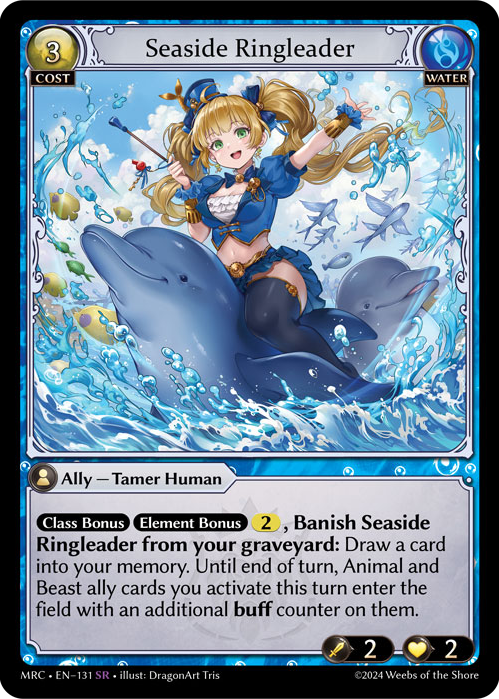 3
Seaside Ringleader
COST
WATER
Ally — Tamer Human
Class Bonus Element Bonus 2 , Banish Seaside
Ringleader from your graveyard: Draw a card
into your memory. Until end of turn, Animal and
Beast ally cards you activate this turn enter the
field with an additional buff counter on them.
2 2
MRC • EN–131 SR • illust: DragonArt Tris
©2024 Weebs of the Shore